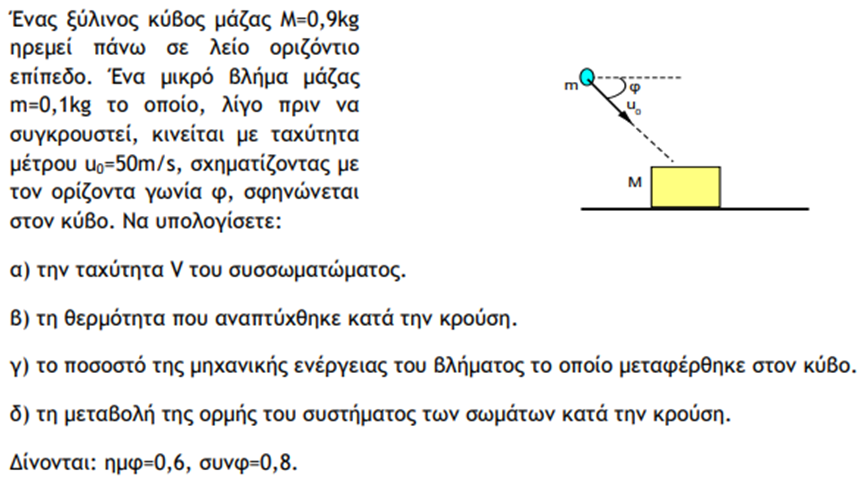 Ένας ξύλινος κύβος μάζας M=0,9kg
ηρεμεί πάνω σε λείο οριζόντιο
επίπεδο. Ένα μικρό βλήμα μάζας
m=0,1kg το οποίο, λίγο πριν να
συγκρουστεί, κινείται με ταχύτητα
μέτρου u₀=50m/s, σχηματίζοντας με
τον ορίζοντα γωνία φ, σφηνώνεται
στον κύβο. Να υπολογίσετε:
m
φ
u₀
M
α) την ταχύτητα V του συσσωματώματος.
β) τη θερμότητα που αναπτύχθηκε κατά την κρούση.
γ) το ποσοστό της μηχανικής ενέργειας του βλήματος το οποίο μεταφέρθηκε στον κύβο.
δ) τη μεταβολή της ορμής του συστήματος των σωμάτων κατά την κρούση.
Δίνονται: ημφ=0,6, συνφ=0,8.